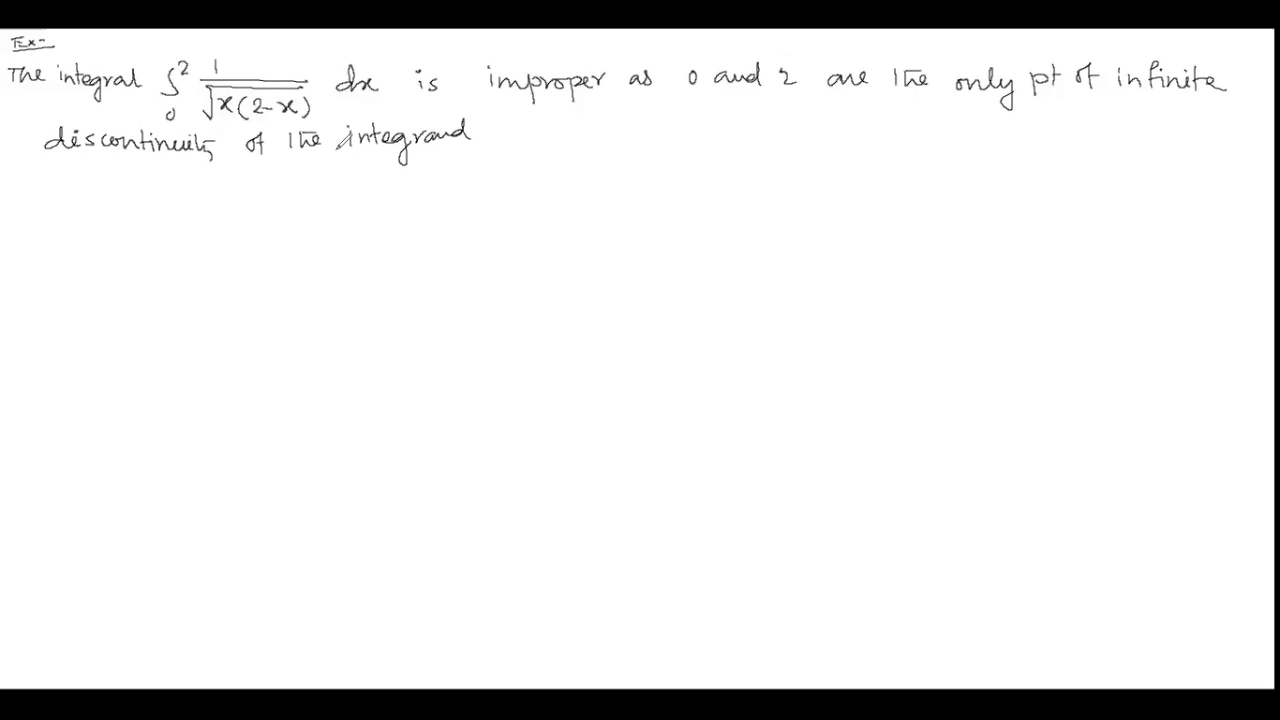 Ex-
The integral ∫₀² 1/√(x(2-x)) dx is improper as 0 and 2 are the only pt of infinite
discontinuity of the integrand